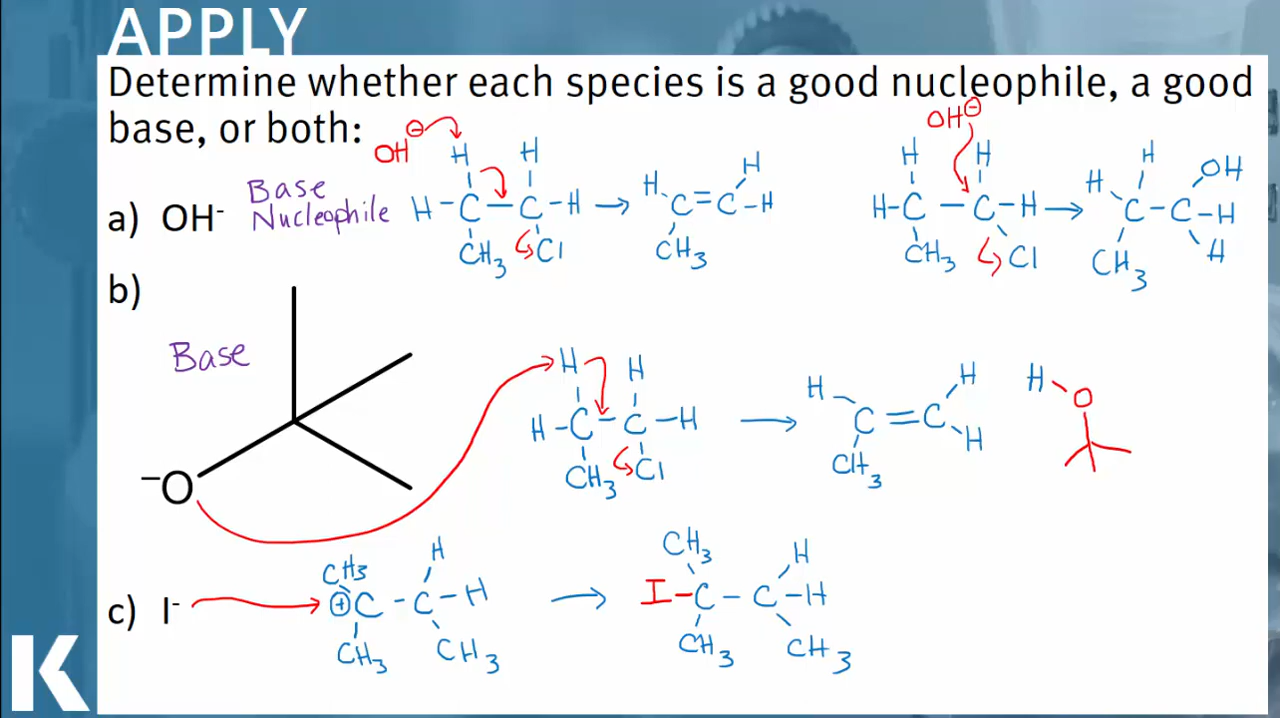 APPLY
Determine whether each species is a good nucleophile, a good
base, or both:
a) OH-
Base
Nucleophile
OH⊖
H H
H-C-C-H → H C=C H
CH3 Cl
H
CH3
OH⊖
H H
H-C-C-H → H C-C-H
CH3 Cl
H OH
CH3 H
b)
Base
-O
H H
H-C-C-H → H C=C H
CH3 Cl
H
CH3
H O
c) I-
CH3 H
⊕C-C-H → I-C-C-H
CH3 CH3
CH3 H
CH3 CH3
K